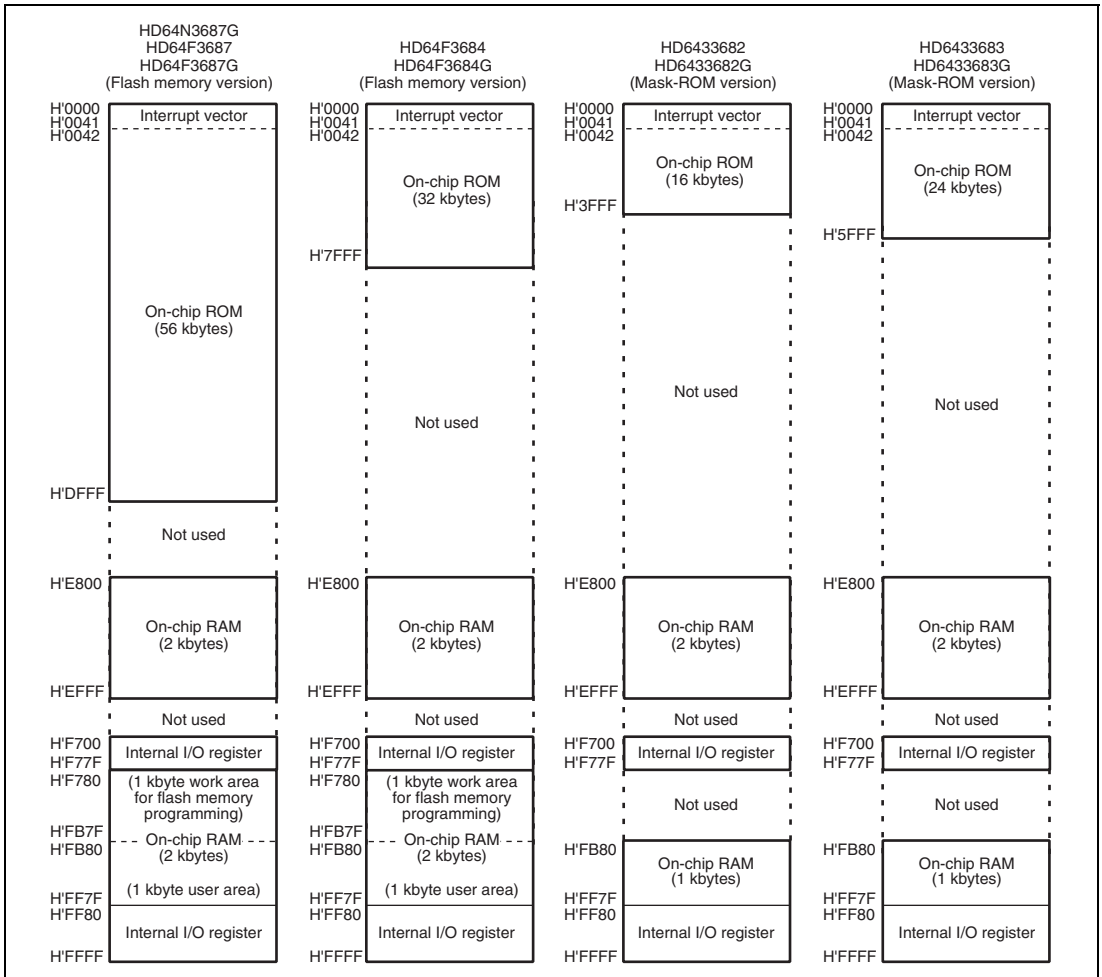 HD64N3687G
HD64F3687
HD64F3687G
(Flash memory version)
H'0000
H'0041
H'0042
Interrupt vector
On-chip ROM
(56 kbytes)
H'DFFF
Not used
H'E800
On-chip RAM
(2 kbytes)
H'EFFF
Not used
H'F700
Internal I/O register
H'F77F
H'F780
(1 kbyte work area
for flash memory
programming)
H'FB7F
On-chip RAM
H'FB80
(2 kbytes)
(1 kbyte user area)
H'FF7F
H'FF80
Internal I/O register
H'FFFF
HD64F3684
HD64F3684G
(Flash memory version)
H'0000
H'0041
H'0042
Interrupt vector
On-chip ROM
(32 kbytes)
H'7FFF
Not used
H'E800
On-chip RAM
(2 kbytes)
H'EFFF
Not used
H'F700
Internal I/O register
H'F77F
H'F780
(1 kbyte work area
for flash memory
programming)
H'FB7F
On-chip RAM
H'FB80
(2 kbytes)
(1 kbyte user area)
H'FF7F
H'FF80
Internal I/O register
H'FFFF
HD6433682
HD6433682G
(Mask-ROM version)
H'0000
H'0041
H'0042
Interrupt vector
On-chip ROM
(16 kbytes)
H'3FFF
Not used
H'E800
On-chip RAM
(2 kbytes)
H'EFFF
Not used
H'F700
Internal I/O register
H'F77F
Not used
H'FB80
On-chip RAM
(1 kbytes)
H'FF7F
H'FF80
Internal I/O register
H'FFFF
HD6433683
HD6433683G
(Mask-ROM version)
H'0000
H'0041
H'0042
Interrupt vector
On-chip ROM
(24 kbytes)
H'5FFF
Not used
H'E800
On-chip RAM
(2 kbytes)
H'EFFF
Not used
H'F700
Internal I/O register
H'F77F
Not used
H'FB80
On-chip RAM
(1 kbytes)
H'FF7F
H'FF80
Internal I/O register
H'FFFF